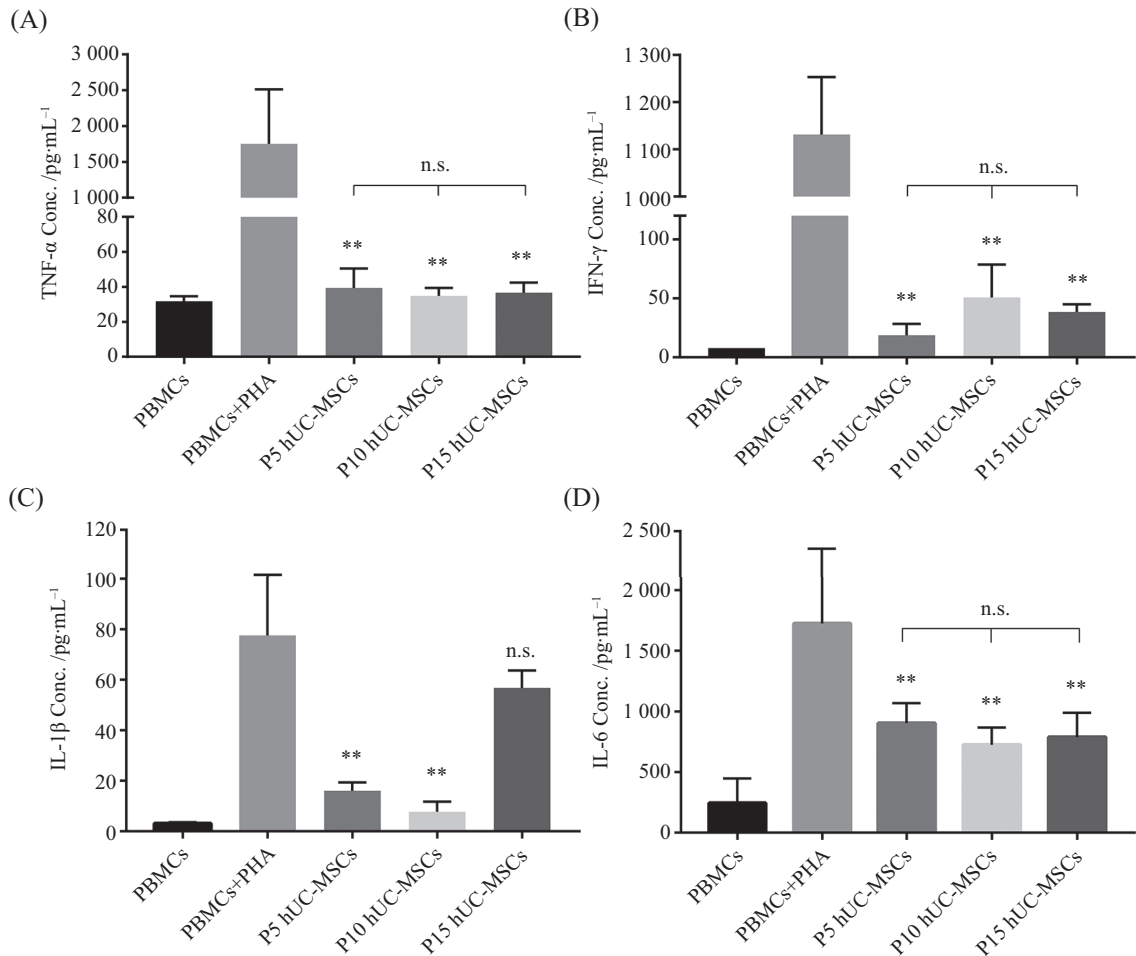 (A)
TNF-α Conc. /pg·mL⁻¹
3 000
2 500
2 000
1 500
1 000
80
60
40
20
0
n.s.
**
**
**
PBMCs
PBMCs+PHA
P5 hUC-MSCs
P10 hUC-MSCs
P15 hUC-MSCs
(B)
IFN-γ Conc. /pg·mL⁻¹
1 300
1 200
1 100
1 000
100
50
0
n.s.
**
**
**
PBMCs
PBMCs+PHA
P5 hUC-MSCs
P10 hUC-MSCs
P15 hUC-MSCs
(C)
IL-1β Conc. /pg·mL⁻¹
120
100
80
60
40
20
0
**
**
n.s.
PBMCs
PBMCs+PHA
P5 hUC-MSCs
P10 hUC-MSCs
P15 hUC-MSCs
(D)
IL-6 Conc. /pg·mL⁻¹
2 500
2 000
1 500
1 000
500
0
n.s.
**
**
**
PBMCs
PBMCs+PHA
P5 hUC-MSCs
P10 hUC-MSCs
P15 hUC-MSCs